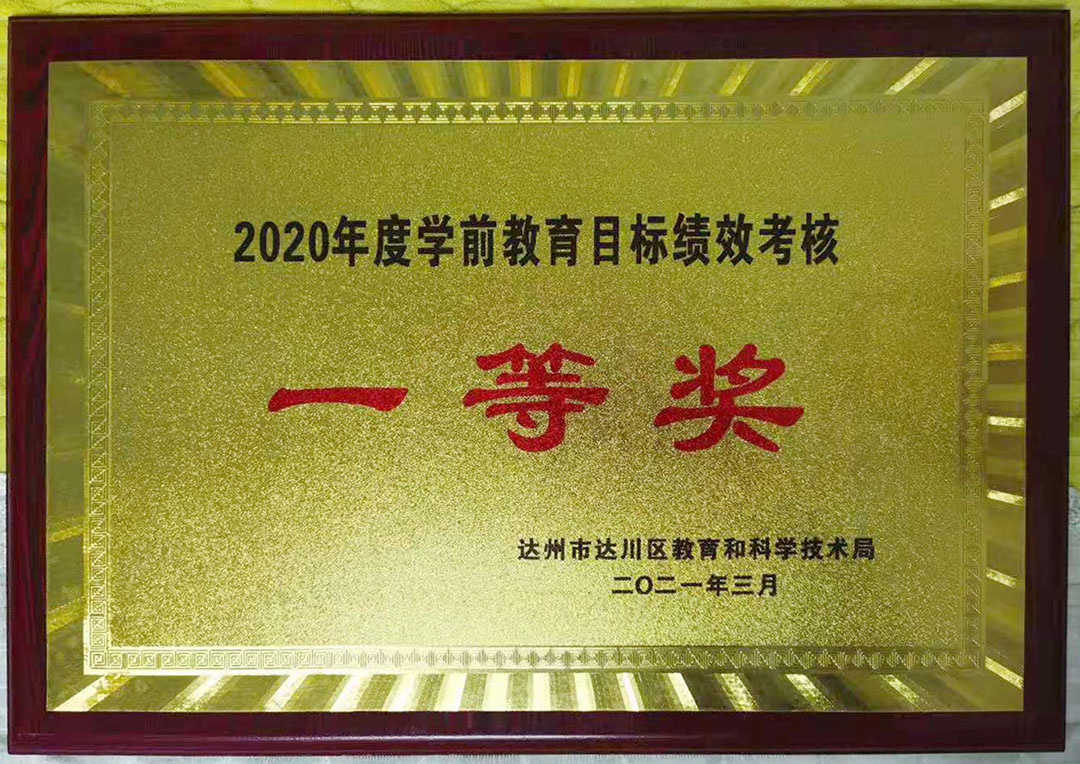 2020年度学前教育目标绩效考核
一等奖
达州市达川区教育和科学技术局
二〇二一年三月